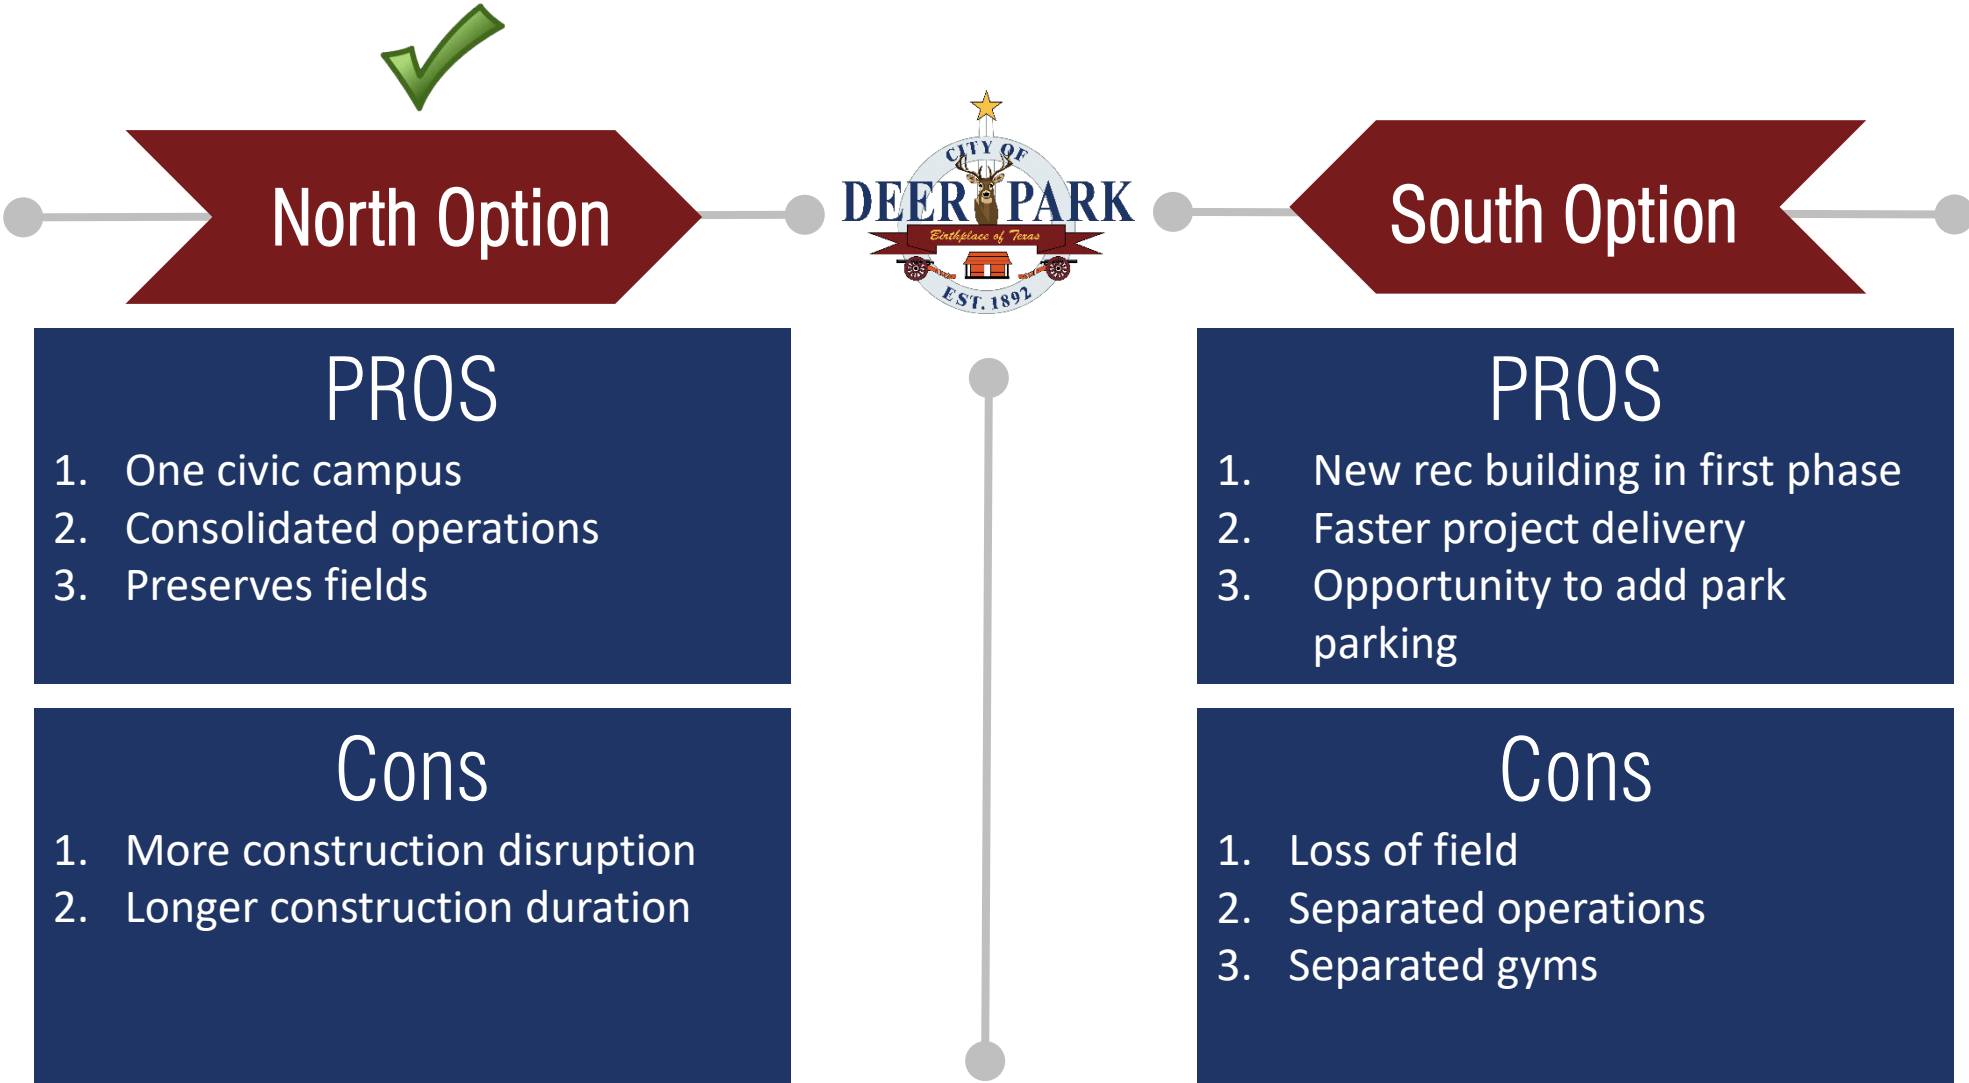 North Option
CITY OF
DEER PARK
Birthplace of Texas
EST. 1892
South Option
PROS
1. One civic campus
2. Consolidated operations
3. Preserves fields
PROS
1. New rec building in first phase
2. Faster project delivery
3. Opportunity to add park
parking
Cons
1. More construction disruption
2. Longer construction duration
Cons
1. Loss of field
2. Separated operations
3. Separated gyms